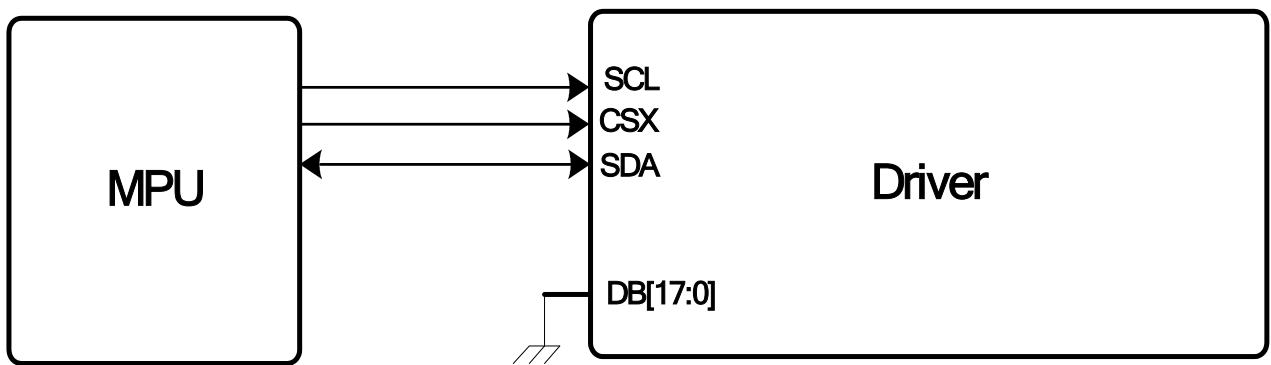 MPU
SCL
CSX
SDA
Driver
DB[17:0]